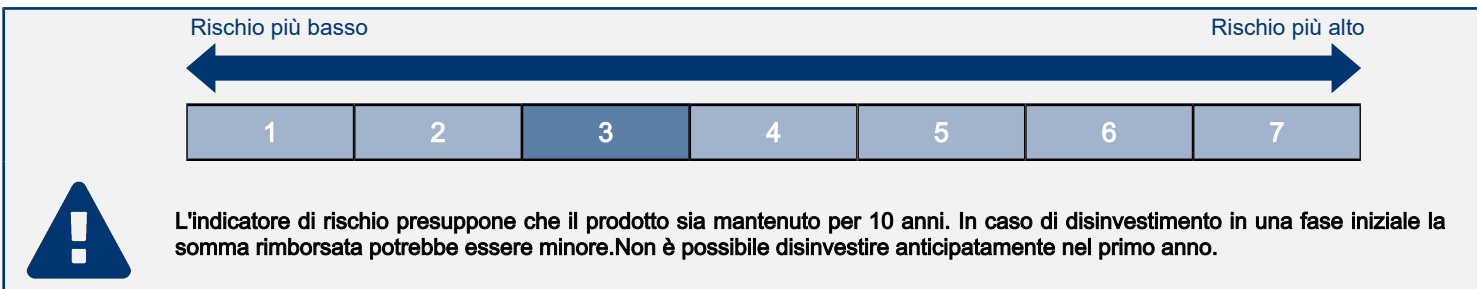 Rischio più basso Rischio più alto
1 2 3 4 5 6 7
L'indicatore di rischio presuppone che il prodotto sia mantenuto per 10 anni. In caso di disinvestimento in una fase iniziale la
somma rimborsata potrebbe essere minore.Non è possibile disinvestire anticipatamente nel primo anno.